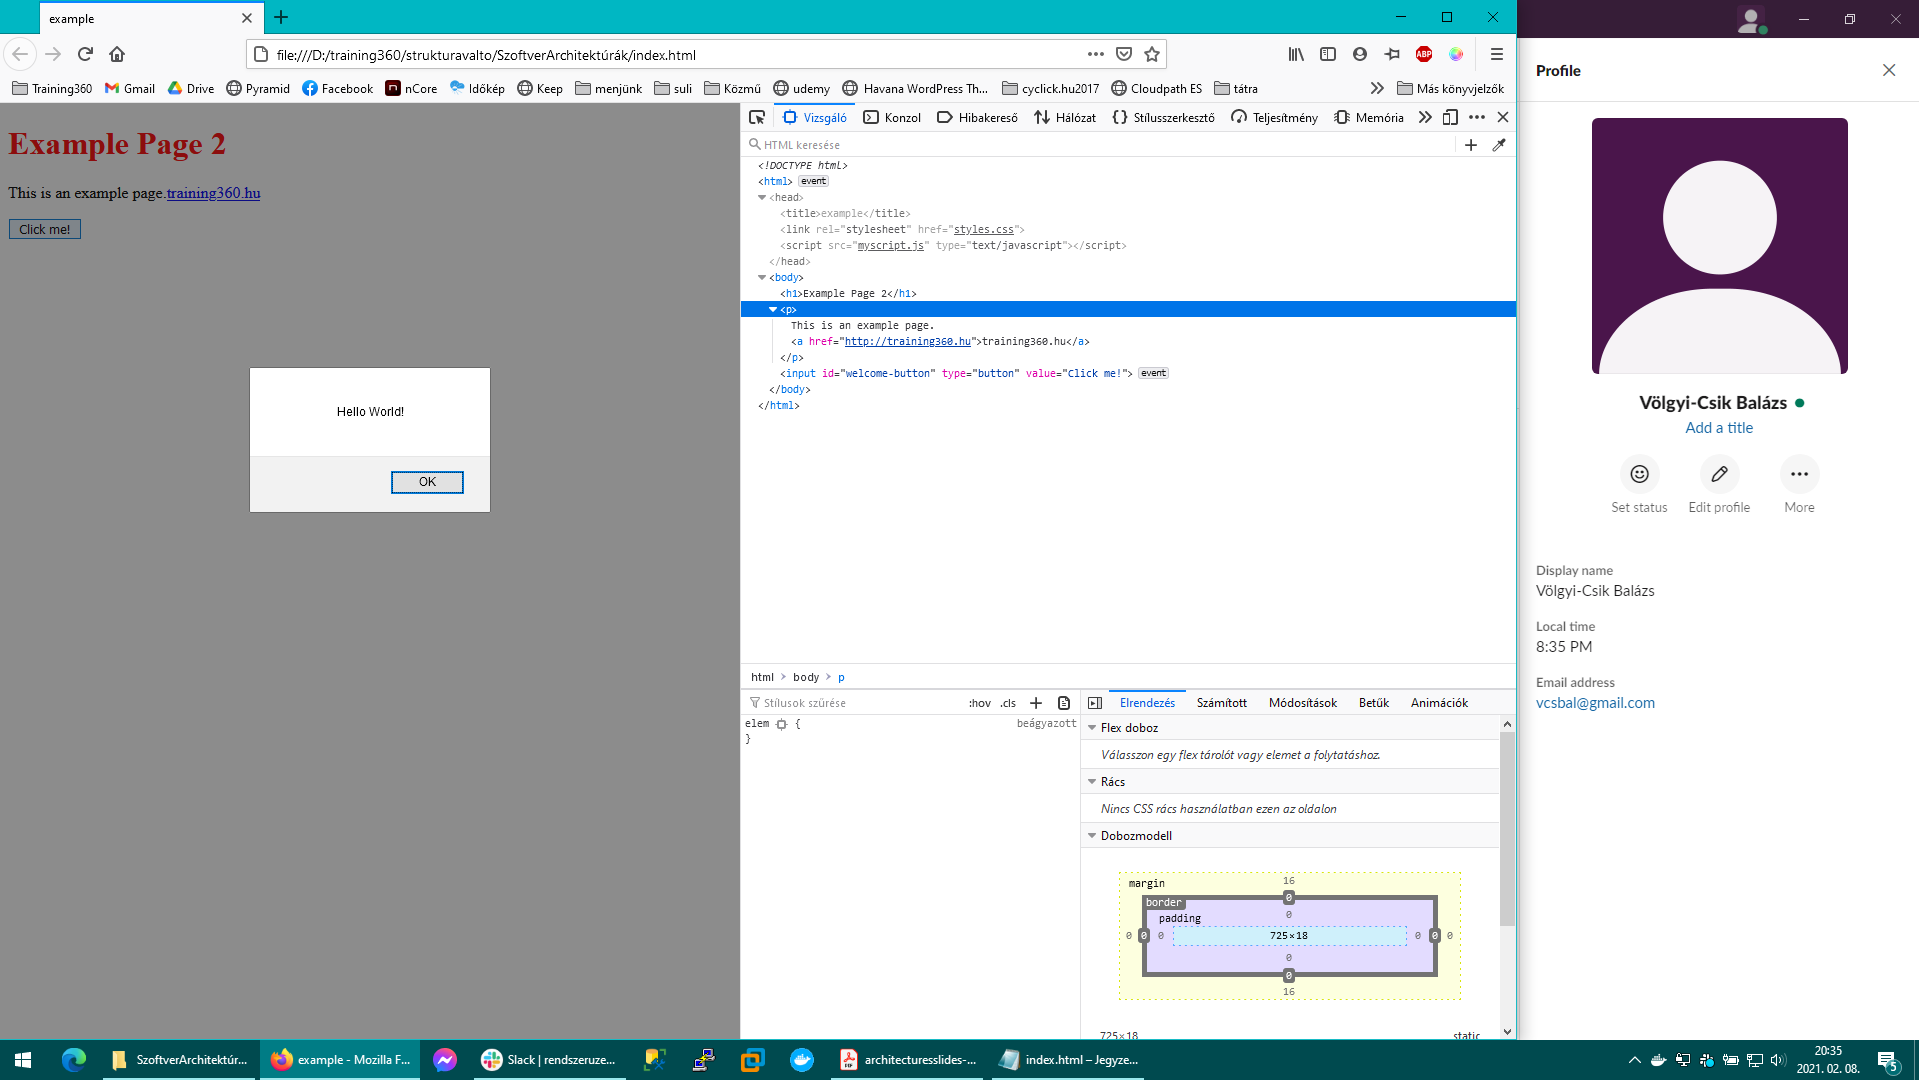 example
file:///D:/training360/strukturavalto/SzoftverArchitektúrák/index.html
ABP
Training360
Gmail
Drive
Pyramid
Facebook
nCore
Időkép
Keep
menjünk
suli
Közmű
udemy
Havana WordPress Th...
cyclick.hu2017
Cloudpath ES
tátra
Más könyvjelzők
Example Page 2
This is an example page.training360.hu
Click me!
Hello World!
OK
Vizsgáló
Konzol
Hibakereső
Hálózat
Stílusszerkesztő
Teljesítmény
Memória
HTML keresése
<!DOCTYPE html>
<html> event
<head>
<title>example</title>
<link rel="stylesheet" href="styles.css">
<script src="myscript.js" type="text/javascript"></script>
</head>
<body>
<h1>Example Page 2</h1>
<p>
This is an example page.
<a href="http://training360.hu">training360.hu</a>
</p>
<input id="welcome-button" type="button" value="Click me!"> event
</body>
</html>
html > body > p
Stílusok szűrése
:hov .cls
elem {
beágyazott
}
Elrendezés
Számított
Módosítások
Betűk
Animációk
Flex doboz
Válasszon egy flex tárolót vagy elemet a folytatáshoz.
Rács
Nincs CSS rács használatban ezen az oldalon
Dobozmodell
margin
16
border
0
padding
0
0 0 0
725×18
0 0 0
0
0
16
725×18
static
Profile
Völgyi-Csik Balázs
Add a title
Set status
Edit profile
More
Display name
Völgyi-Csik Balázs
Local time
8:35 PM
Email address
vcsbal@gmail.com
SzoftverArchitektúr...
example - Mozilla F...
Slack | rendszeruze...
architecturesslides-...
index.html – Jegyze...
20:35
2021. 02. 08.
5